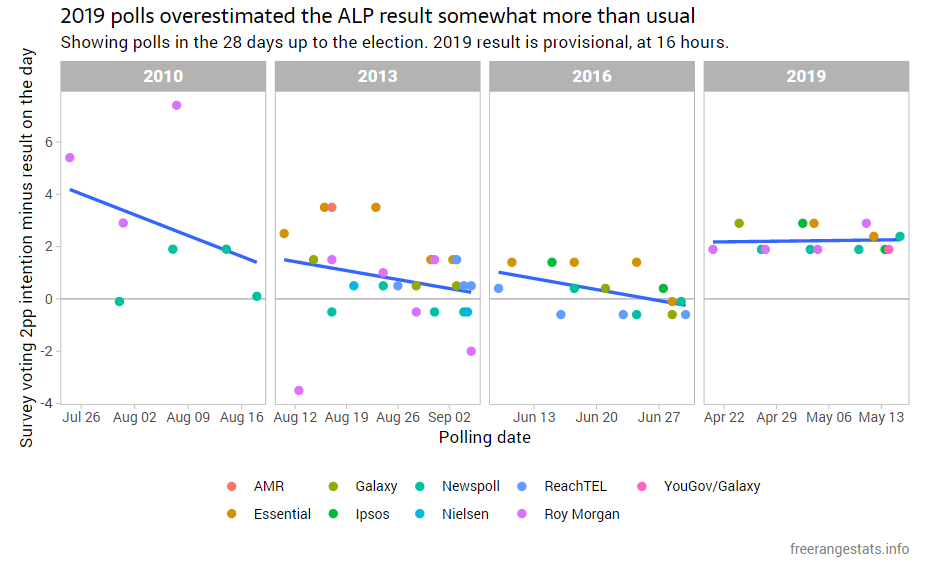 2019 polls overestimated the ALP result somewhat more than usual
Showing polls in the 28 days up to the election. 2019 result is provisional, at 16 hours.
Survey voting 2pp intention minus result on the day
2010 2013 2016 2019
6
4
2
0
-2
-4
Jul 26 Aug 02 Aug 09 Aug 16 Aug 12 Aug 19 Aug 26 Sep 02 Jun 13 Jun 20 Jun 27 Apr 22 Apr 29 May 06 May 13
Polling date
AMR Galaxy Newspoll ReachTEL YouGov/Galaxy
Essential Ipsos Nielsen Roy Morgan
freerangestats.info